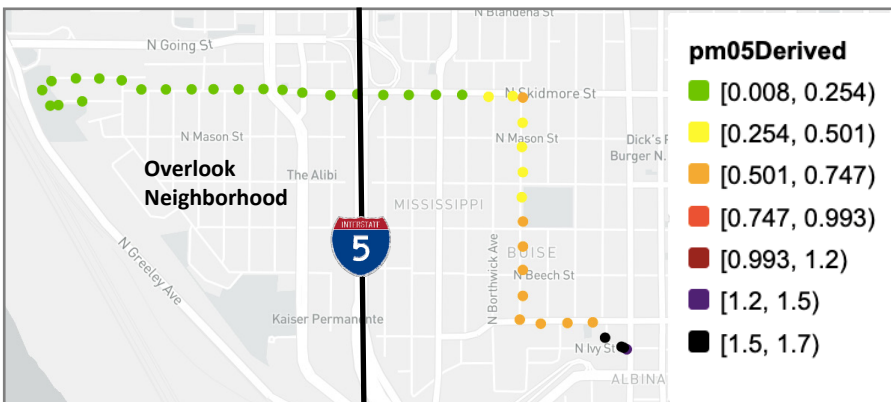 N Blandena St
N Going St
N Skidmore St
N Mason St
N Mason St
Dick's
Burger N.
Overlook
Neighborhood
The Alibi
MISSISSIPPI
INTERSTATE
5
N Greeley Ave
N Borthwick Ave
BOISE
N Beech St
Kaiser Permanente
N Ivy St
ALBINA
pm05Derived
[0.008, 0.254)
[0.254, 0.501)
[0.501, 0.747)
[0.747, 0.993)
[0.993, 1.2)
[1.2, 1.5)
[1.5, 1.7)